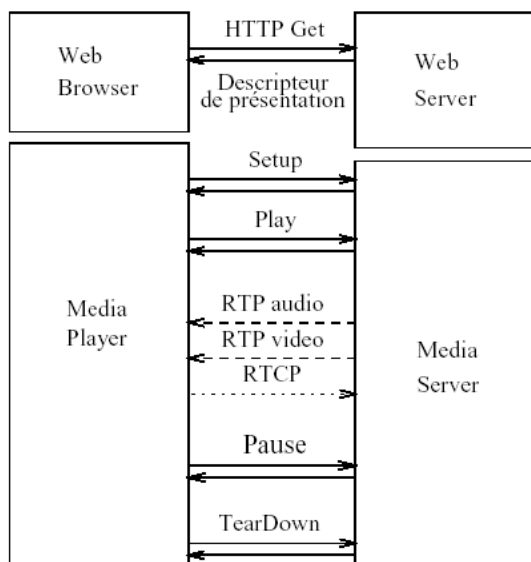 HTTP Get
Web
Browser
Descripteur
de présentation
Web
Server
Setup
Play
Media
Player
RTP audio
RTP video
RTCP
Media
Server
Pause
TearDown